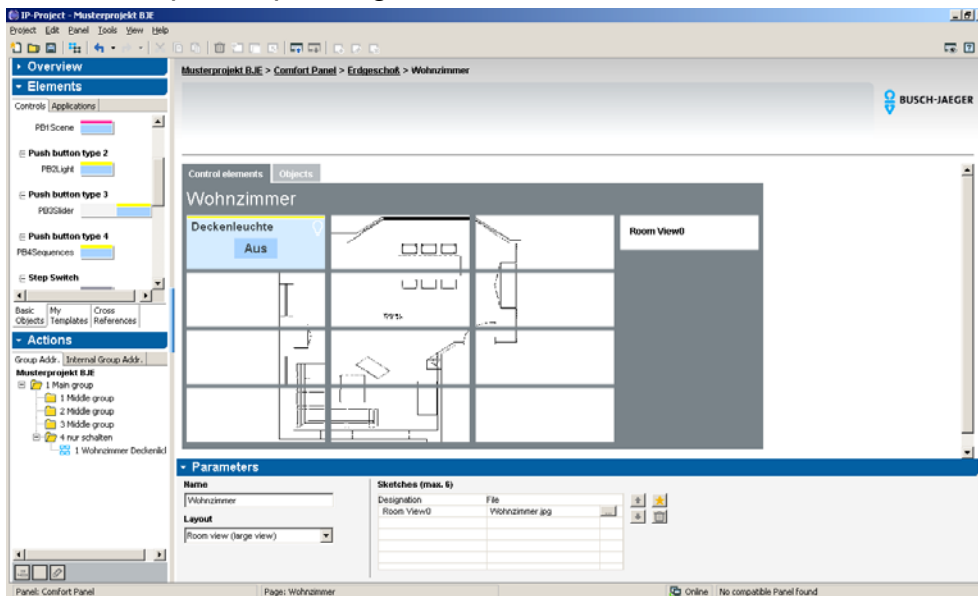 IP-Project - Musterprojekt BJE
Project Edit Panel Tools View Help
Overview
Elements
Controls Applications
PB1Scene
Push button type 2
PB2Light
Push button type 3
PB3Slider
Push button type 4
PB4Sequences
Step Switch
Basic Objects My Templates Cross References
Actions
Group Addr. Internal Group Addr.
Musterprojekt BJE
1 Main group
1 Middle group
2 Middle group
3 Middle group
4 nur schalten
1 Wohnzimmer Deckenlicl
Musterprojekt BJE > Comfort Panel > Erdgeschoß > Wohnzimmer
BUSCH-JAEGER
Control elements Objects
Wohnzimmer
Deckenleuchte
Aus
Room View0
Parameters
Name
Wohnzimmer
Layout
Room view (large view)
Sketches (max. 6)
Designation File
Room View0 Wohnzimmer.jpg ...
Panel: Comfort Panel Page: Wohnzimmer Online No compatible Panel found